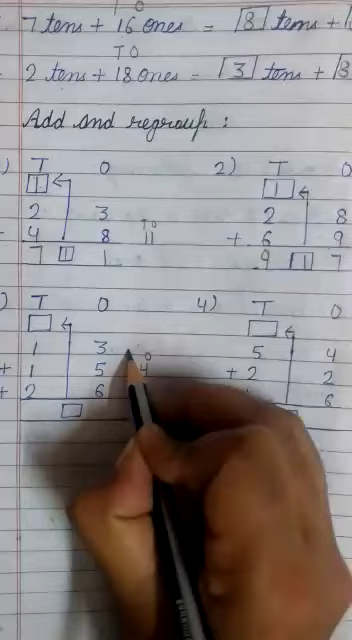 T O
7 tens + 16 ones = 8 tens +
T O
2 tens + 18 ones = 3 tens + 8
Add and regroup :
) T O 2) T O
1 1
2 3 2 8
4 8 T O 11 + 6 9
7 1 1 9 1 7
) T O 4) T O
1 3 5 4
+ 1 5 O 4 + 2 2
+ 2 6 6